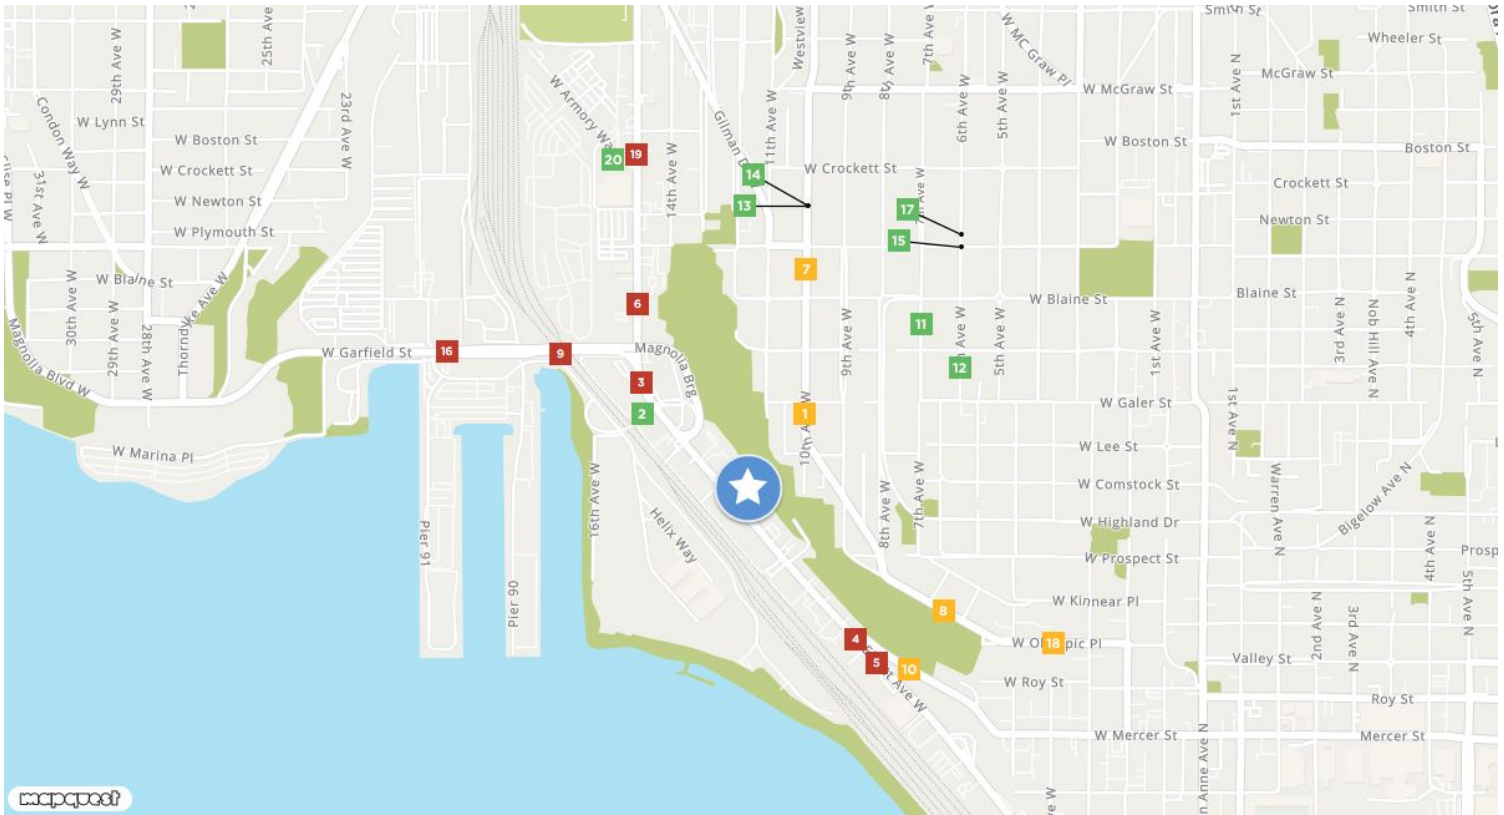 Smith St
Smith St
29th Ave W
25th Ave
Westview
9th Ave W
8th Ave W
7th Ave W
W MC Graw Pl
Wheeler St
McGraw St
Condon Way W
23rd Ave W
W Armory Way
Gilman D
11th Ave W
6th Ave W
5th Ave W
W McGraw St
1st Ave N
W Lynn St
W Boston St
W Boston St
Boston St
20
19
W Crockett St
14th Ave W
14
W Crockett St
Crockett St
31st Ave W
W Newton St
13
17
Newton St
W Plymouth St
15
W Blaine St
7
30th Ave W
29th Ave W
28th Ave W
Thorndyke Ave W
6
W Blaine St
Blaine St
3rd Ave N
Nob Hill Ave N
4th Ave N
5th Ave N
Magnolia Blvd W
W Garfield St
16
9
Magnolia Brg
9th Ave W
11
5th Ave W
1st Ave W
12
3
2
1
10th Ave W
W Galer St
1st Ave N
W Marina Pl
W Lee St
16th Ave W
Helix Way
8th Ave W
7th Ave W
W Comstock St
Warren Ave N
Bigelow Ave N
Pier 91
W Highland Dr
4th Ave N
W Prospect St
Prosp
5th Ave N
Pier 90
8
W Kinnear Pl
2nd Ave N
3rd Ave N
4
18
5
10
Valley St
W Roy St
Roy St
W Mercer St
Mercer St
n Anne Ave N
mapquest